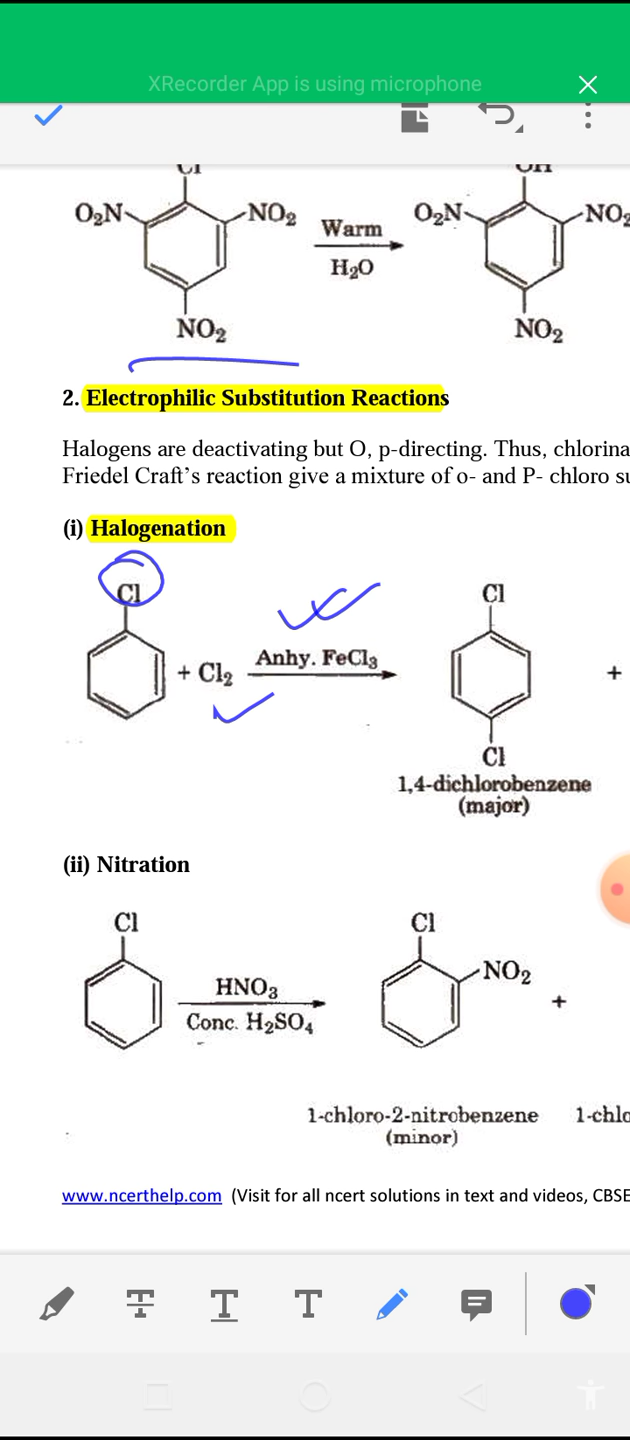 XRecorder App is using microphone
Cl OH
O₂N NO₂ Warm O₂N NO₂
H₂O
NO₂ NO₂
2. Electrophilic Substitution Reactions
Halogens are deactivating but O, p-directing. Thus, chlorina
Friedel Craft's reaction give a mixture of o- and P- chloro su
(i) Halogenation
Cl Cl
+ Cl₂ Anhy. FeCl₃ +
Cl
1,4-dichlorobenzene
(major)
(ii) Nitration
Cl Cl
HNO₃ NO₂
Conc. H₂SO₄ +
1-chloro-2-nitrobenzene 1-chlo
(minor)
www.ncerthelp.com (Visit for all ncert solutions in text and videos, CBSE
T T T